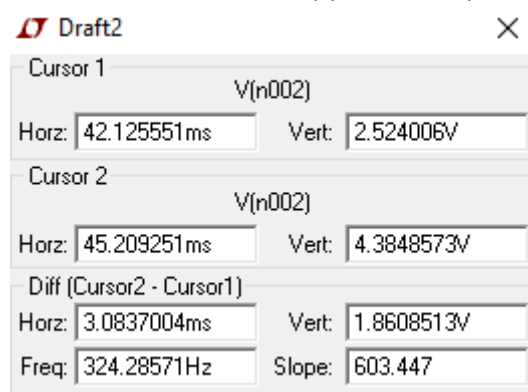 Draft2
Cursor 1
V(n002)
Horz: 42.125551ms Vert: 2.524006V
Cursor 2
V(n002)
Horz: 45.209251ms Vert: 4.3848573V
Diff (Cursor2 - Cursor1)
Horz: 3.0837004ms Vert: 1.8608513V
Freq: 324.28571Hz Slope: 603.447